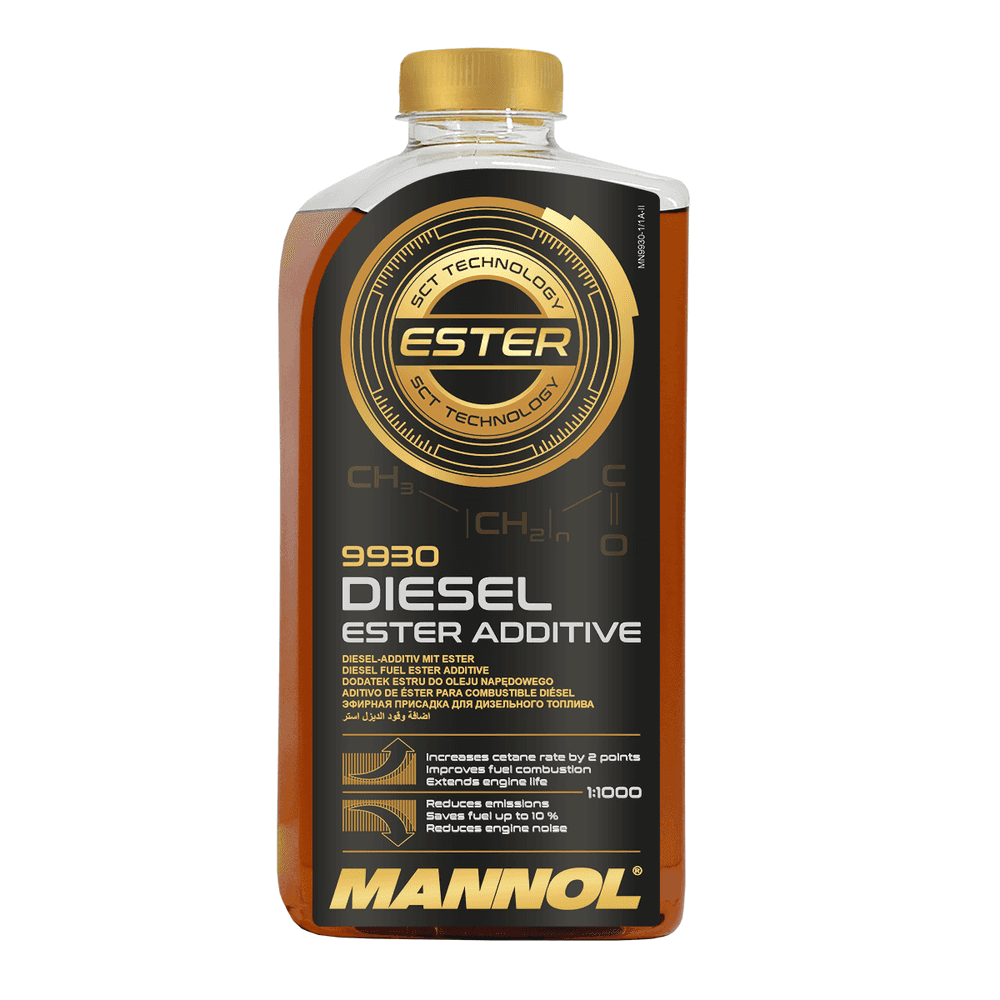 MN9930-1/1A-II
SCT TECHNOLOGY
ESTER
SCT TECHNOLOGY
CH₃
|CH₂|n
C
O
9930
DIESEL
ESTER ADDITIVE
DIESEL-ADDITIV MIT ESTER
DIESEL FUEL ESTER ADDITIVE
DODATEK ESTRU DO OLEJU NAPĘDOWEGO
ADITIVO DE ÉSTER PARA COMBUSTIBLE DIÉSEL
ЭФИРНАЯ ПРИСАДКА ДЛЯ ДИЗЕЛЬНОГО ТОПЛИВА
اضافة وقود الديزل استر
Increases cetane rate by 2 points
Improves fuel combustion
Extends engine life
1:1000
Reduces emissions
Saves fuel up to 10 %
Reduces engine noise
MANNOL®